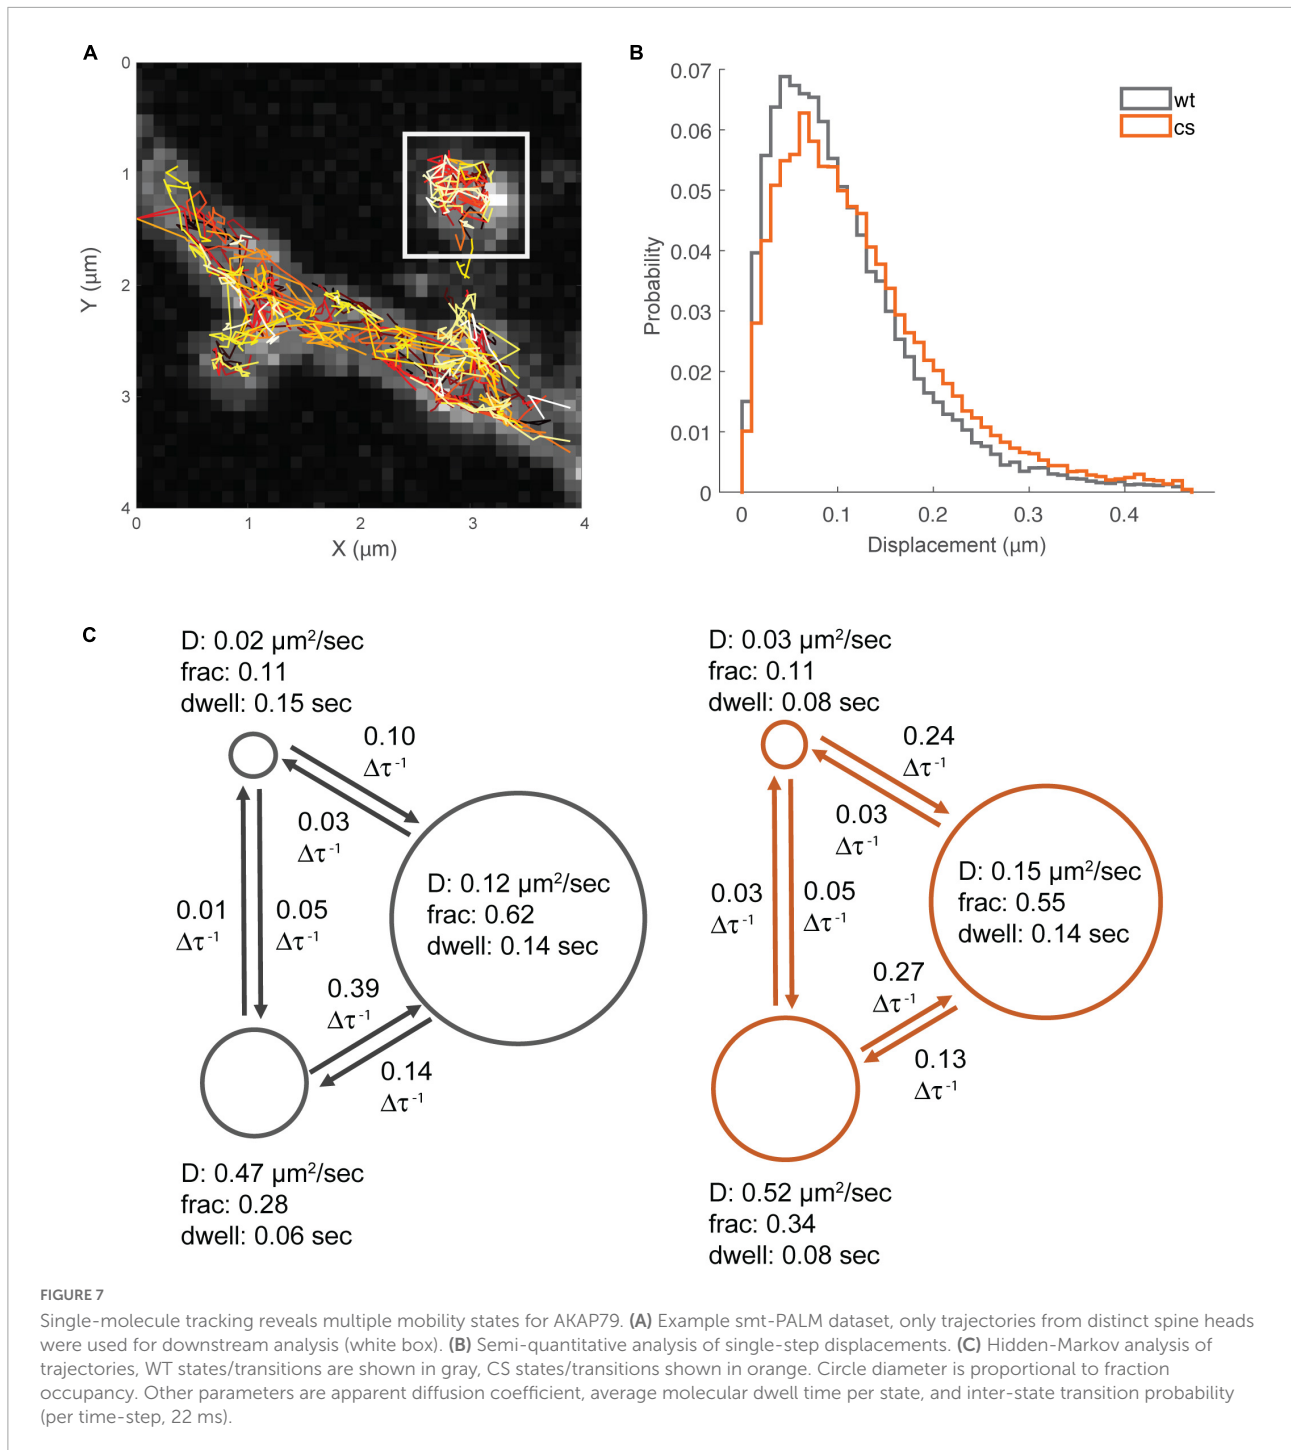 A
0
1
2
3
4
Y (µm)
0
1
2
3
4
X (µm)
B
0.07
0.06
0.05
0.04
0.03
0.02
0.01
0
Probability
wt
cs
0
0.1
0.2
0.3
0.4
Displacement (µm)
C
D: 0.02 µm²/sec
frac: 0.11
dwell: 0.15 sec
0.10
Δτ⁻¹
0.03
Δτ⁻¹
0.01
Δτ⁻¹
0.05
Δτ⁻¹
D: 0.12 µm²/sec
frac: 0.62
dwell: 0.14 sec
0.39
Δτ⁻¹
0.14
Δτ⁻¹
D: 0.47 µm²/sec
frac: 0.28
dwell: 0.06 sec
D: 0.03 µm²/sec
frac: 0.11
dwell: 0.08 sec
0.24
Δτ⁻¹
0.03
Δτ⁻¹
0.03
Δτ⁻¹
0.05
Δτ⁻¹
D: 0.15 µm²/sec
frac: 0.55
dwell: 0.14 sec
0.27
Δτ⁻¹
0.13
Δτ⁻¹
D: 0.52 µm²/sec
frac: 0.34
dwell: 0.08 sec
FIGURE 7
Single-molecule tracking reveals multiple mobility states for AKAP79. (A) Example smt-PALM dataset, only trajectories from distinct spine heads
were used for downstream analysis (white box). (B) Semi-quantitative analysis of single-step displacements. (C) Hidden-Markov analysis of
trajectories, WT states/transitions are shown in gray, CS states/transitions shown in orange. Circle diameter is proportional to fraction
occupancy. Other parameters are apparent diffusion coefficient, average molecular dwell time per state, and inter-state transition probability
(per time-step, 22 ms).